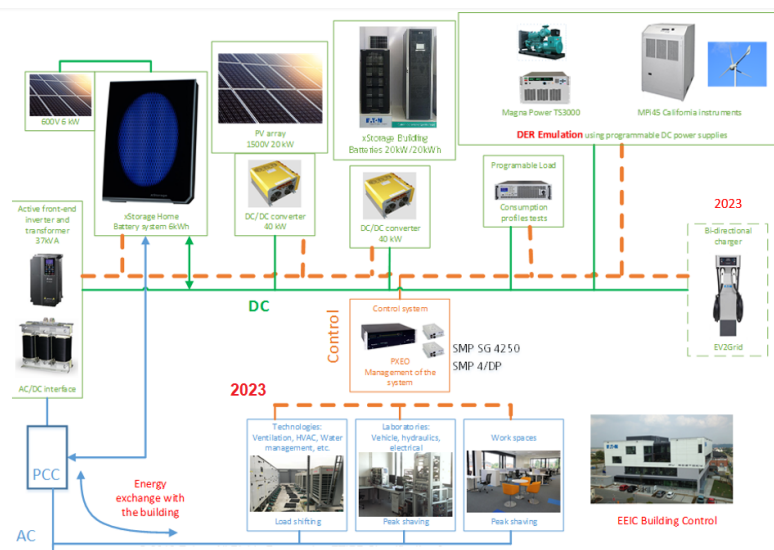 600V 6 kW
xStorage Home
Battery system 6kWh
PV array
1500V 20 kW
xStorage Building
Batteries 20kW/20kWh
Magna Power TS3000
MPi45 California instruments
DER Emulation using programmable DC power supplies
Active front-end
inverter and
transformer
37kVA
AC/DC interface
DC/DC converter
40 kW
DC/DC converter
40 kW
Programable Load
Consumption
profiles tests
2023
Bi-directional
charger
EV2Grid
DC
Control
Control system
PXEO
Management of the
system
SMP SG 4250
SMP 4/DP
2023
PCC
Energy
exchange with
the building
AC
Technologies:
Ventilation, HVAC, Water
management, etc.
Load shifting
Laboratories:
Vehicle, hydraulics,
electrical
Peak shaving
Work spaces
Peak shaving
EEIC Building Control